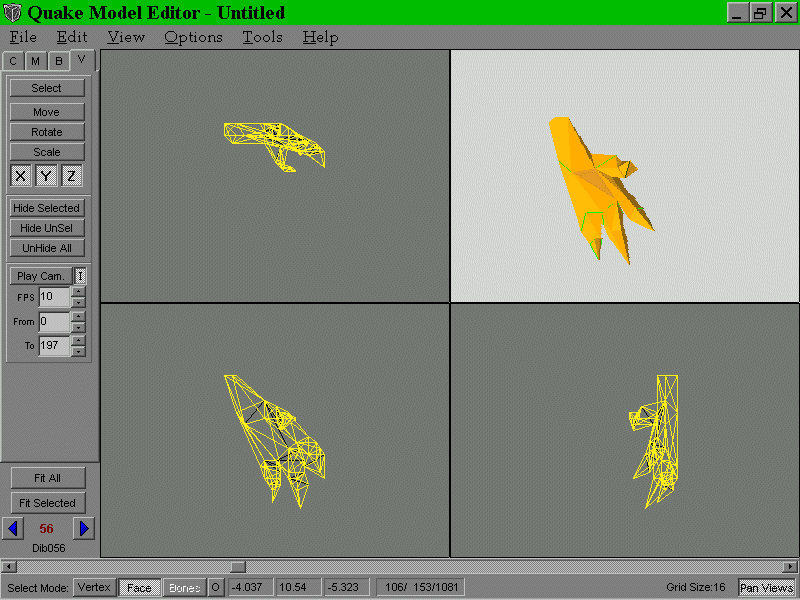 Quake Model Editor - Untitled
File Edit View Options Tools Help
C M B V
Select
Move
Rotate
Scale
X Y Z
Hide Selected
Hide UnSel
UnHide All
Play Cam. I
FPS 10
From 0
To 197
Fit All
Fit Selected
56
Dib056
Select Mode: Vertex Face Bones O -4.037 10.54 -5.323 106/ 153/1081 Grid Size:16 Pan Views